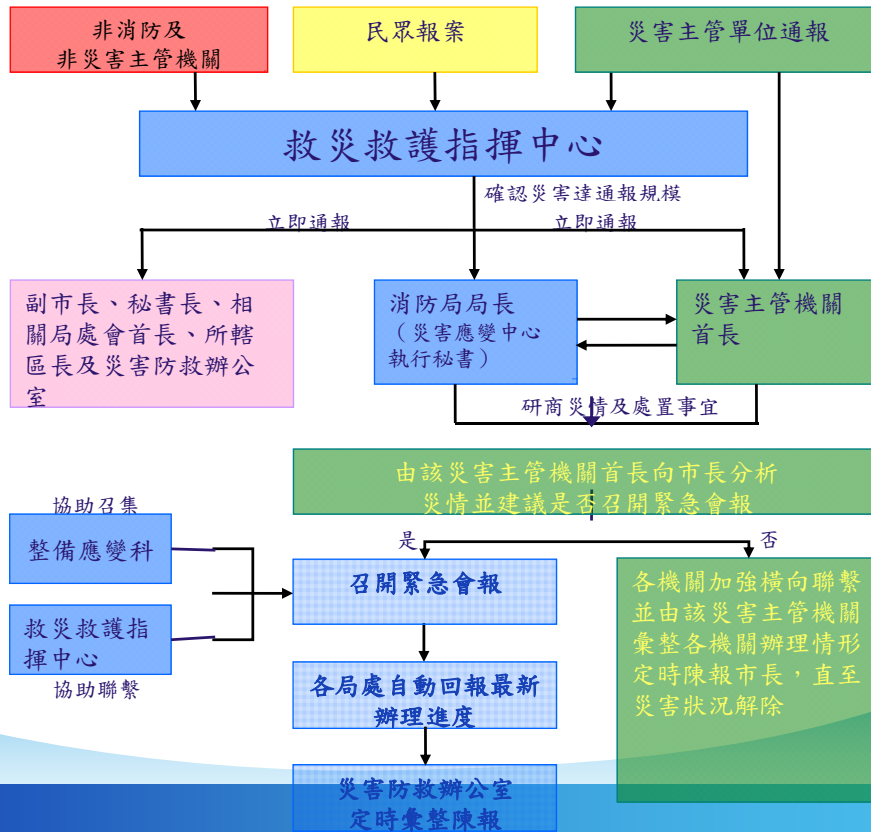 非消防及
非災害主管機關
民眾報案
災害主管單位通報
救災救護指揮中心
確認災害達通報規模
立即通報
立即通報
副市長、秘書長、相
關局處會首長、所轄
區長及災害防救辦公
室
消防局局長
（災害應變中心
執行秘書）
災害主管機關
首長
研商災情及處置事宜
由該災害主管機關首長向市長分析
災情並建議是否召開緊急會報
協助召集
整備應變科
救災救護指
揮中心
協助聯繫
是
否
召開緊急會報
各機關加強橫向聯繫
並由該災害主管機關
彙整各機關辦理情形
定時陳報市長，直至
災害狀況解除
各局處自動回報最新
辦理進度
災害防救辦公室
定時彙整陳報